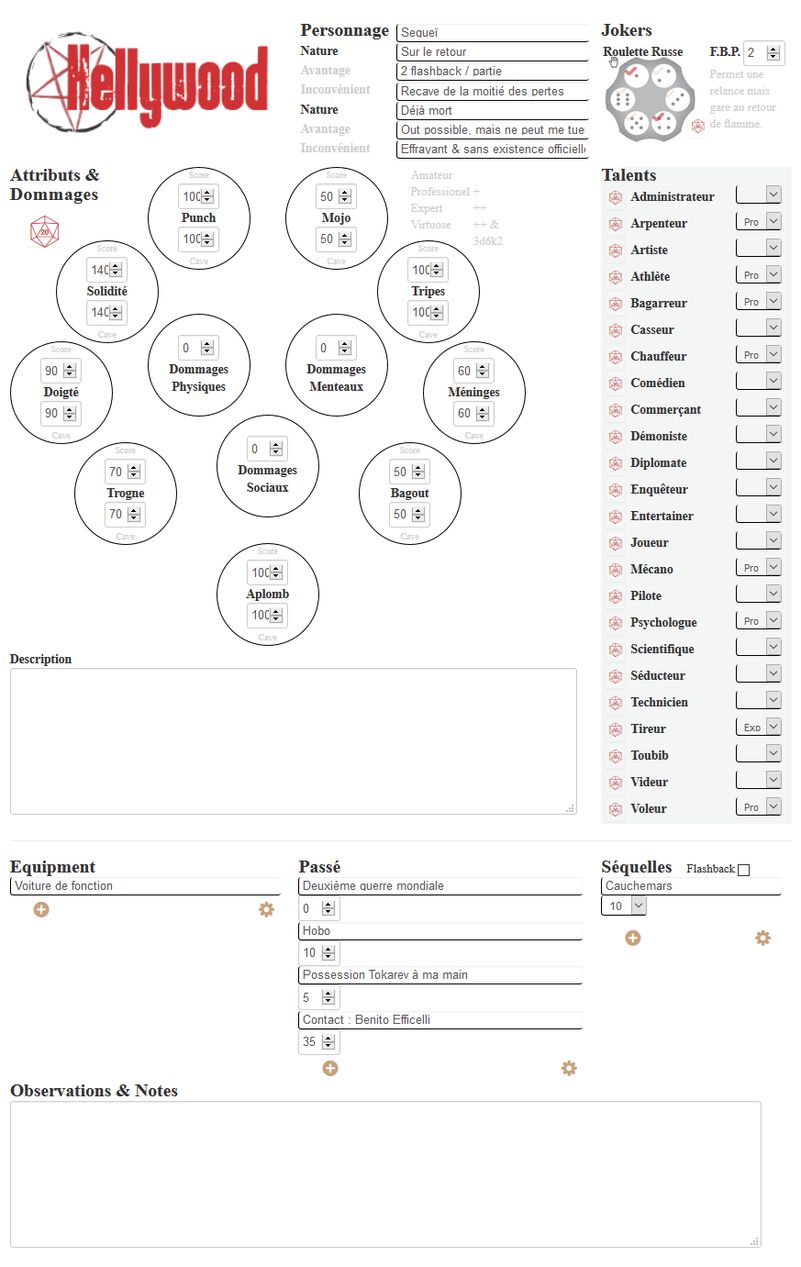 Hellywood
Personnage
Sequeî
Nature
Sur le retour
Avantage
2 flashback / partie
Inconvénient
Recave de la moitié des pertes
Nature
Déjà mort
Avantage
Out possible, mais ne peut me tue
Inconvénient
Effrayant & sans existence officielle
Jokers
Roulette Russe
F.B.P.
2
Permet une
relance mais
gare au retour
de flamme.
Attributs &
Dommages
20
Score
100
Punch
100
Cave
Score
50
Mojo
50
Cave
Amateur
Professionel +
Expert ++
Virtuose ++ &
3d6k2
Score
140
Solidité
140
Cave
Score
100
Tripes
100
Cave
0
Dommages
Physiques
0
Dommages
Menteaux
Score
90
Doigté
90
Cave
Score
60
Méninges
60
Cave
0
Dommages
Sociaux
Score
70
Trogne
70
Cave
Score
50
Bagout
50
Cave
Score
100
Aplomb
100
Cave
Talents
Administrateur
Arpenteur Pro
Artiste
Athlète Pro
Bagarreur Pro
Casseur
Chauffeur Pro
Comédien
Commerçant
Démoniste
Diplomate
Enquêteur
Entertainer
Joueur
Mécano Pro
Pilote
Psychologue Pro
Scientifique
Séducteur
Technicien
Tireur Exp
Toubib
Videur
Voleur Pro
Description
Equipment
Voiture de fonction
Passé
Deuxième guerre mondiale
0
Hobo
10
Possession Tokarev à ma main
5
Contact : Benito Efficelli
35
Séquelles
Flashback
Cauchemars
10
Observations & Notes